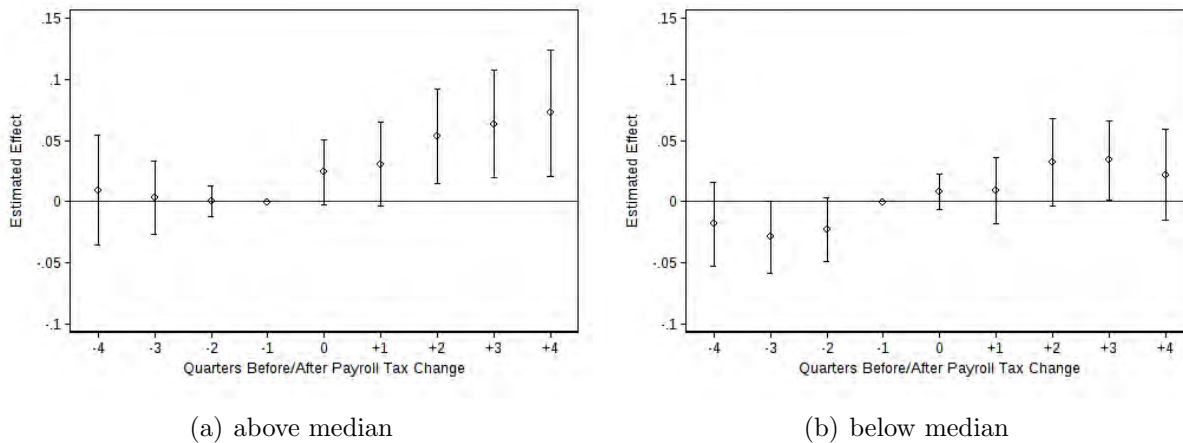 .15
.1
.05
0
-.05
-.1
Estimated Effect
-4 -3 -2 -1 0 +1 +2 +3 +4
Quarters Before/After Payroll Tax Change
(a) above median
.15
.1
.05
0
-.05
-.1
Estimated Effect
-4 -3 -2 -1 0 +1 +2 +3 +4
Quarters Before/After Payroll Tax Change
(b) below median